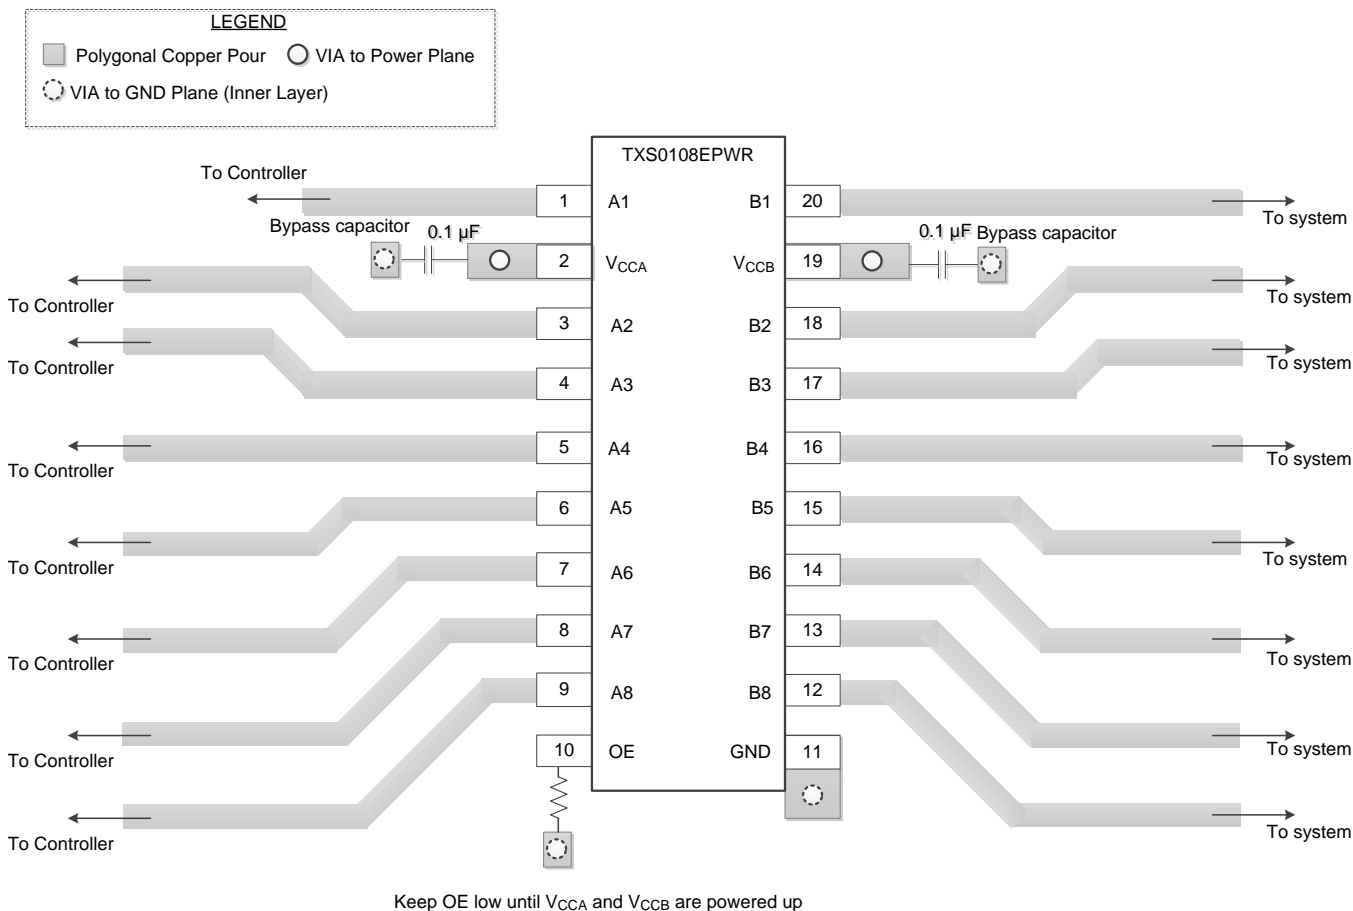 LEGEND
Polygonal Copper Pour
VIA to Power Plane
VIA to GND Plane (Inner Layer)
TXS0108EPWR
To Controller
1
A1
B1
20
To system
Bypass capacitor
0.1 µF
2
VCCA
VCCB
19
0.1 µF
Bypass capacitor
To Controller
3
A2
B2
18
To system
To Controller
4
A3
B3
17
To system
To Controller
5
A4
B4
16
To system
To Controller
6
A5
B5
15
To system
To Controller
7
A6
B6
14
To system
To Controller
8
A7
B7
13
To system
To Controller
9
A8
B8
12
To system
10
OE
GND
11
Keep OE low until VCCA and VCCB are powered up